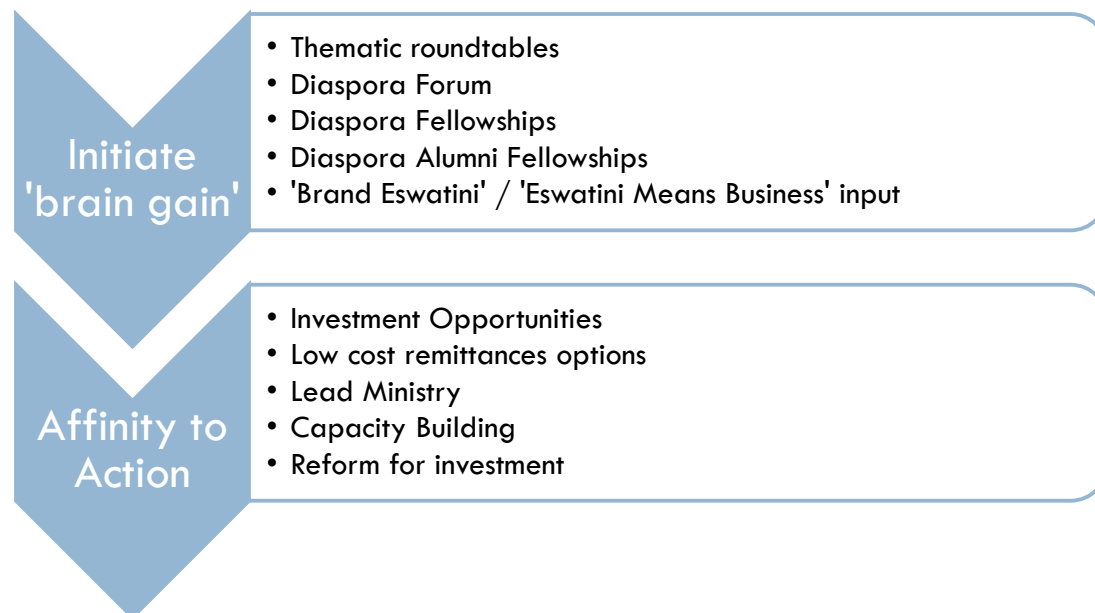 Initiate
'brain gain'
• Thematic roundtables
• Diaspora Forum
• Diaspora Fellowships
• Diaspora Alumni Fellowships
• 'Brand Eswatini' / 'Eswatini Means Business' input
Affinity to
Action
• Investment Opportunities
• Low cost remittances options
• Lead Ministry
• Capacity Building
• Reform for investment